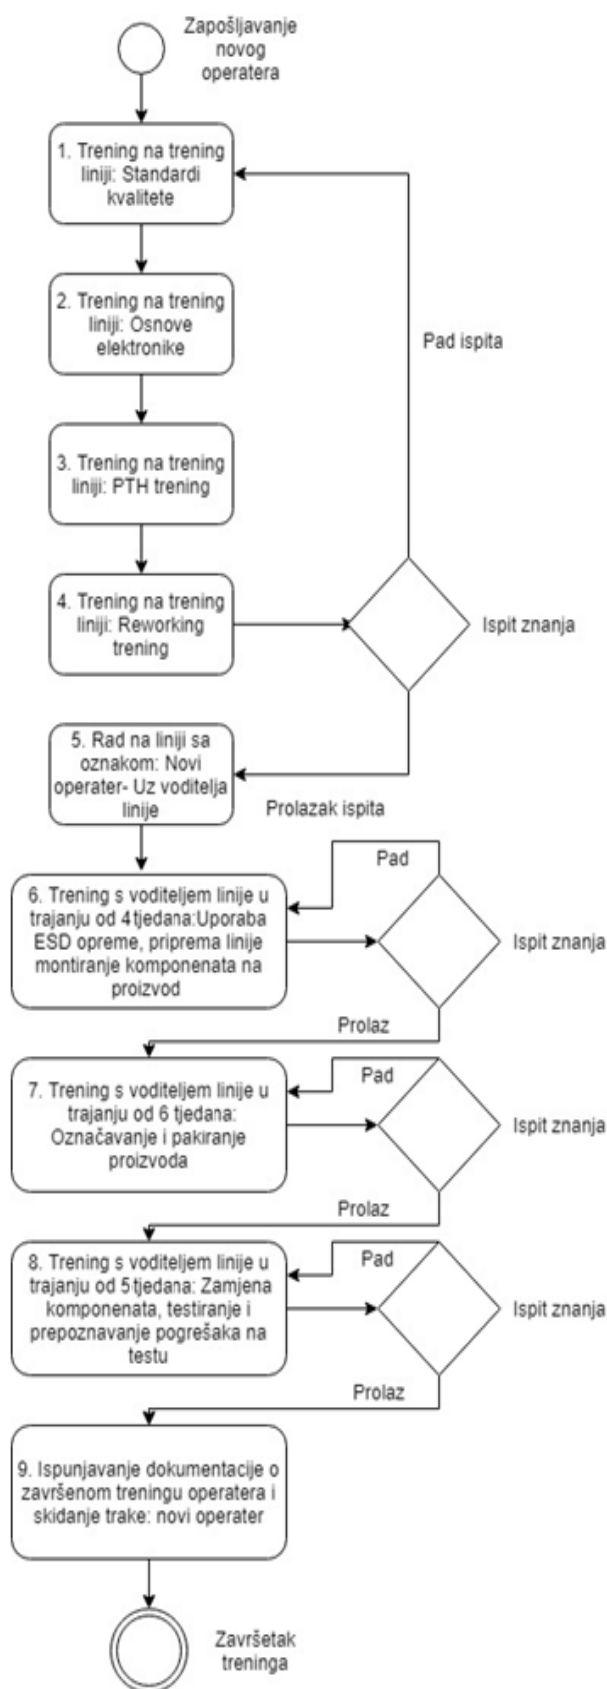 Zapošljavanje
novog
operatera
1. Trening na trening
liniji: Standardi
kvalitete
2. Trening na trening
liniji: Osnove
elektronike
Pad ispita
3. Trening na trening
liniji: PTH trening
4. Trening na trening
liniji: Reworking
trening
Ispit znanja
5. Rad na liniji sa
oznakom: Novi
operater- Uz voditelja
linije
Prolazak ispita
Pad
6. Trening s voditeljem linije u
trajanju od 4 tjedana:Uporaba
ESD opreme, priprema linije
montiranje komponenata na
proizvod
Ispit znanja
Prolaz
Pad
7. Trening s voditeljem linije u
trajanju od 6 tjedana:
Označavanje i pakiranje
proizvoda
Ispit znanja
Prolaz
Pad
8. Trening s voditeljem linije u
trajanju od 5 tjedana: Zamjena
komponenata, testiranje i
prepoznavanje pogrešaka na
testu
Ispit znanja
Prolaz
9. Ispunjavanje dokumentacije o
završenom treningu operatera i
skidanje trake: novi operater
Završetak
treninga